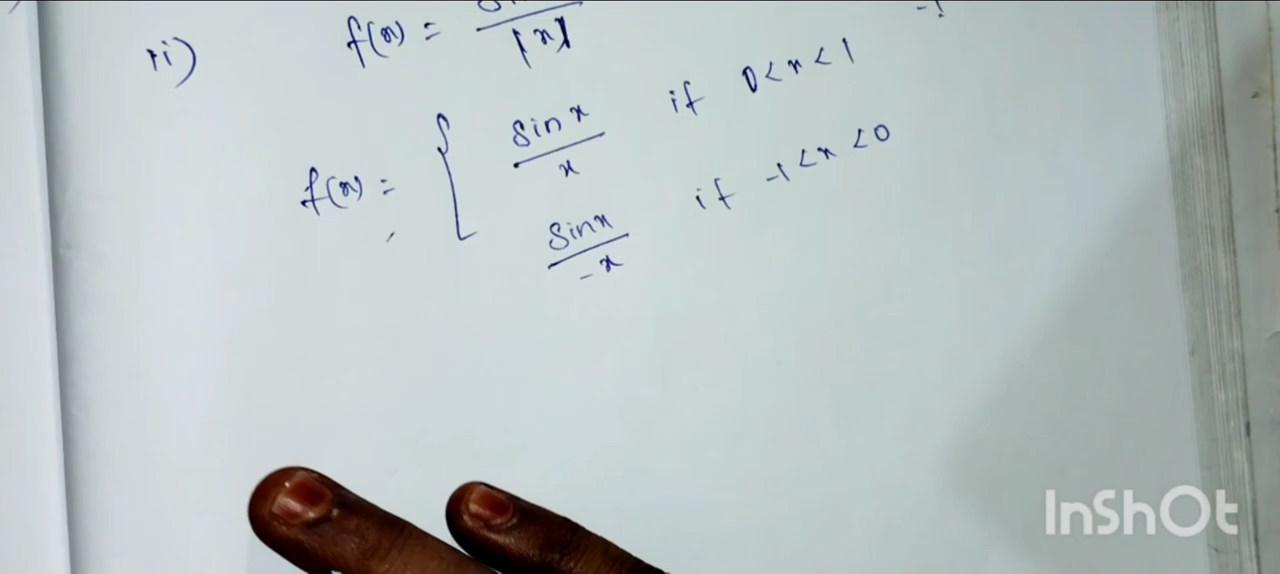 ii) f(x) = / |x|
f(x) = { sin x / x if 0 < x < 1
sin x / -x if -1 < x < 0
InShOt